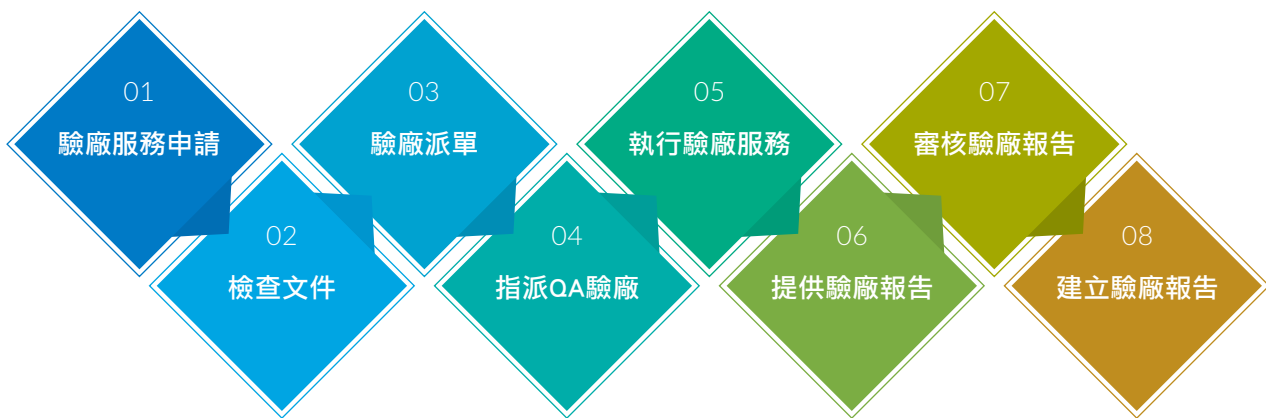 01
驗廠服務申請
02
檢查文件
03
驗廠派單
04
指派QA驗廠
05
執行驗廠服務
06
提供驗廠報告
07
審核驗廠報告
08
建立驗廠報告